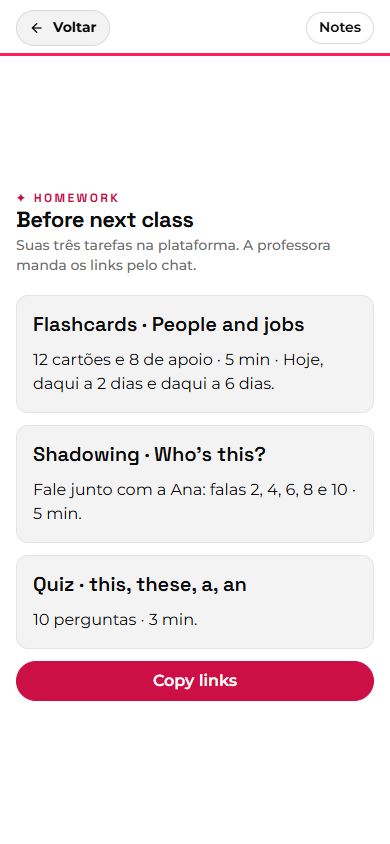 ← Voltar
Notes
✦ HOMEWORK
Before next class
Suas três tarefas na plataforma. A professora
manda os links pelo chat.
Flashcards · People and jobs
12 cartões e 8 de apoio · 5 min · Hoje,
daqui a 2 dias e daqui a 6 dias.
Shadowing · Who’s this?
Fale junto com a Ana: falas 2, 4, 6, 8 e 10 ·
5 min.
Quiz · this, these, a, an
10 perguntas · 3 min.
Copy links